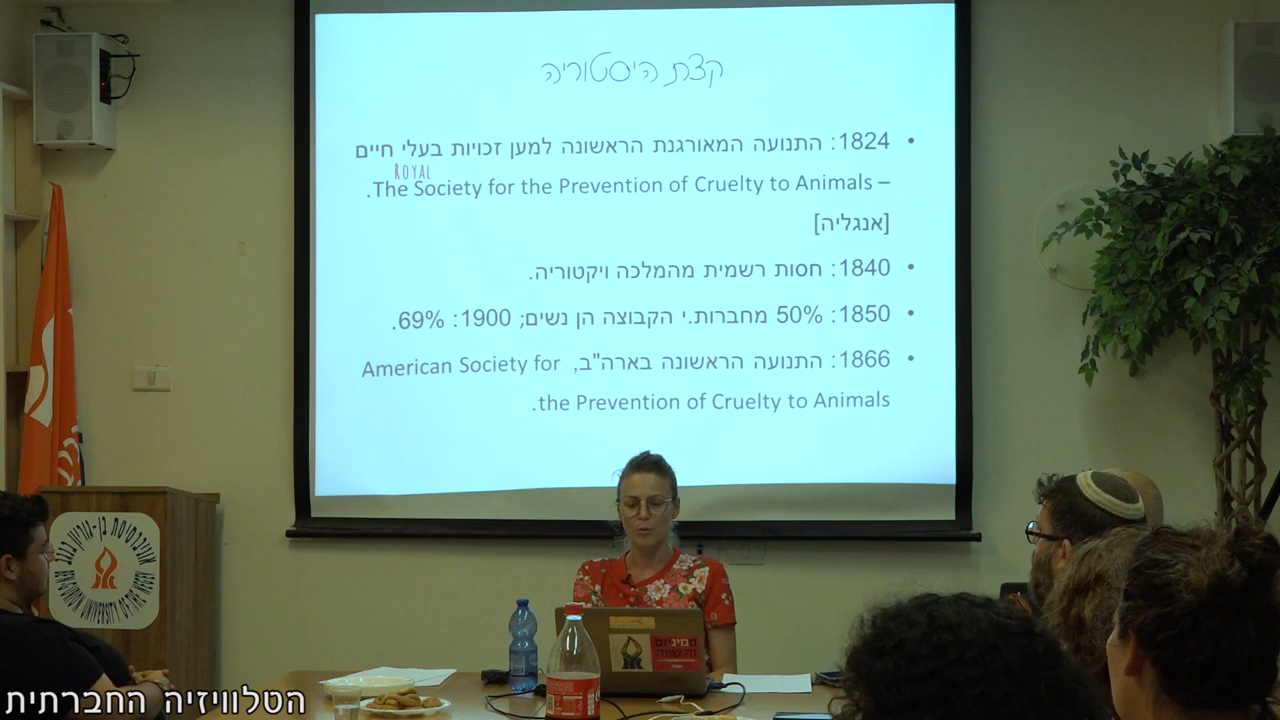 קצת היסטוריה
• 1824: התנועה המאורגנת הראשונה למען זכויות בעלי חיים
ROYAL
– The Society for the Prevention of Cruelty to Animals.
[אנגליה]
• 1840: חסות רשמית מהמלכה ויקטוריה.
• 1850: 50% מחברות.י הקבוצה הן נשים; 1900: 69%.
• 1866: התנועה הראשונה בארה"ב, American Society for
the Prevention of Cruelty to Animals.
אוניברסיטת בן-גוריון בנגב
BEN-GURION UNIVERSITY OF THE NEGEV
פמיניזם
זה שווה
הטלוויזיה החברתית